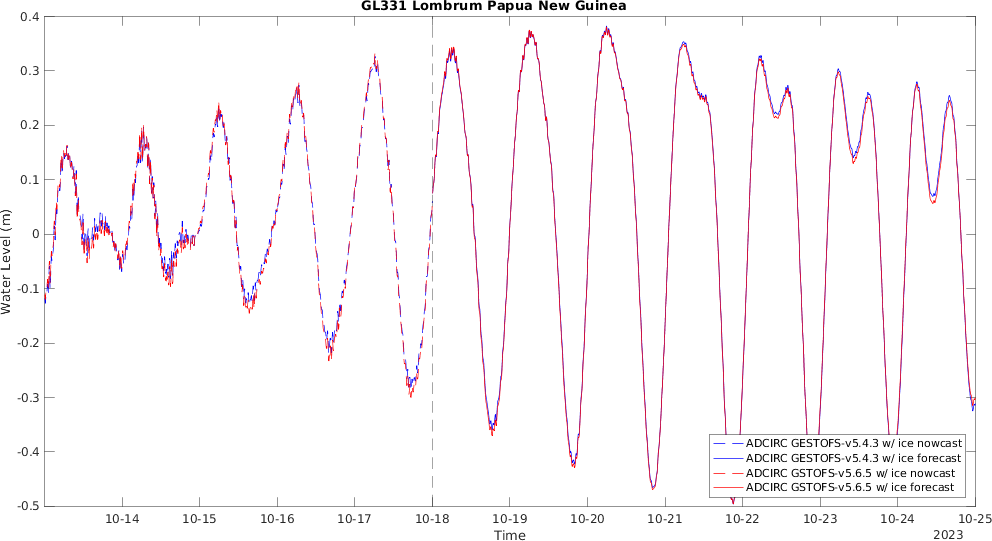 GL331 Lombrum Papua New Guinea
0.4
0.3
0.2
0.1
0
-0.1
-0.2
-0.3
-0.4
-0.5
Water Level (m)
ADCIRC GESTOFS-v5.4.3 w/ ice nowcast
ADCIRC GESTOFS-v5.4.3 w/ ice forecast
ADCIRC GSTOFS-v5.6.5 w/ ice nowcast
ADCIRC GSTOFS-v5.6.5 w/ ice forecast
10-14 10-15 10-16 10-17 10-18 10-19 10-20 10-21 10-22 10-23 10-24 10-25
Time
2023